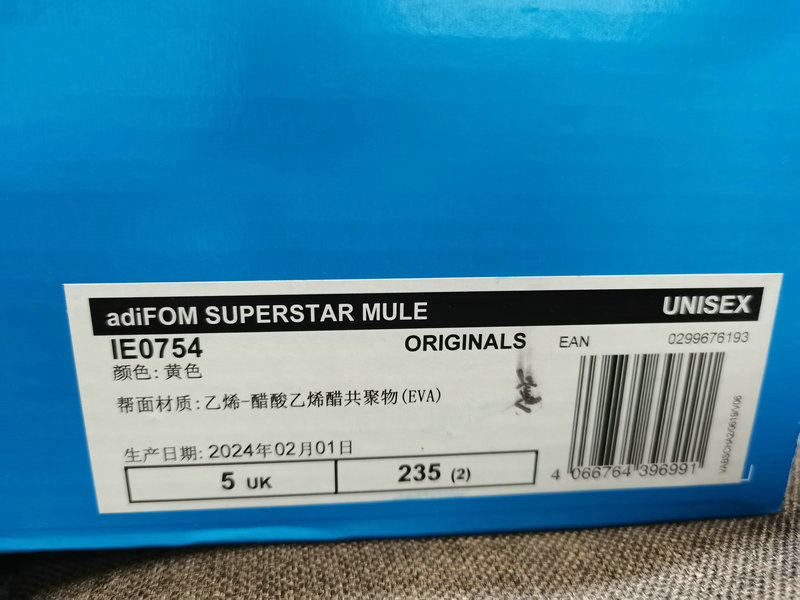 adiFOM SUPERSTAR MULE
UNISEX
IE0754
ORIGINALS
EAN
0299676193
颜色: 黄色
帮面材质: 乙烯-醋酸乙烯醋共聚物(EVA)
生产日期: 2024年02月01日
5 UK
235 (2)
4 066764 396991